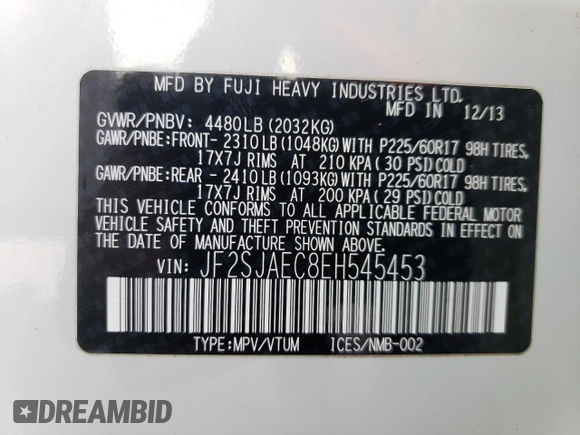 MFD BY FUJI HEAVY INDUSTRIES LTD.
MFD IN 12/13
GVWR/PNBV: 4480LB(2032KG)
GAWR/PNBE:FRONT- 2310LB(1048KG)WITH P225/60R17 98H TIRES,
17X7J RIMS AT 210 KPA(30 PSI)COLD
GAWR/PNBE:REAR - 2410LB(1093KG)WITH P225/60R17 98H TIRES,
17X7J RIMS AT 200 KPA(29 PSI)COLD
THIS VEHICLE CONFORMS TO ALL APPLICABLE FEDERAL MOTOR
VEHICLE SAFETY AND THEFT PREVENTION STANDARDS IN EFFECT
ON THE DATE OF MANUFACTURE SHOWN ABOVE.
VIN: JF2SJAEC8EH545453
TYPE:MPV/VTUM ICES/NMB-002
DREAMBID